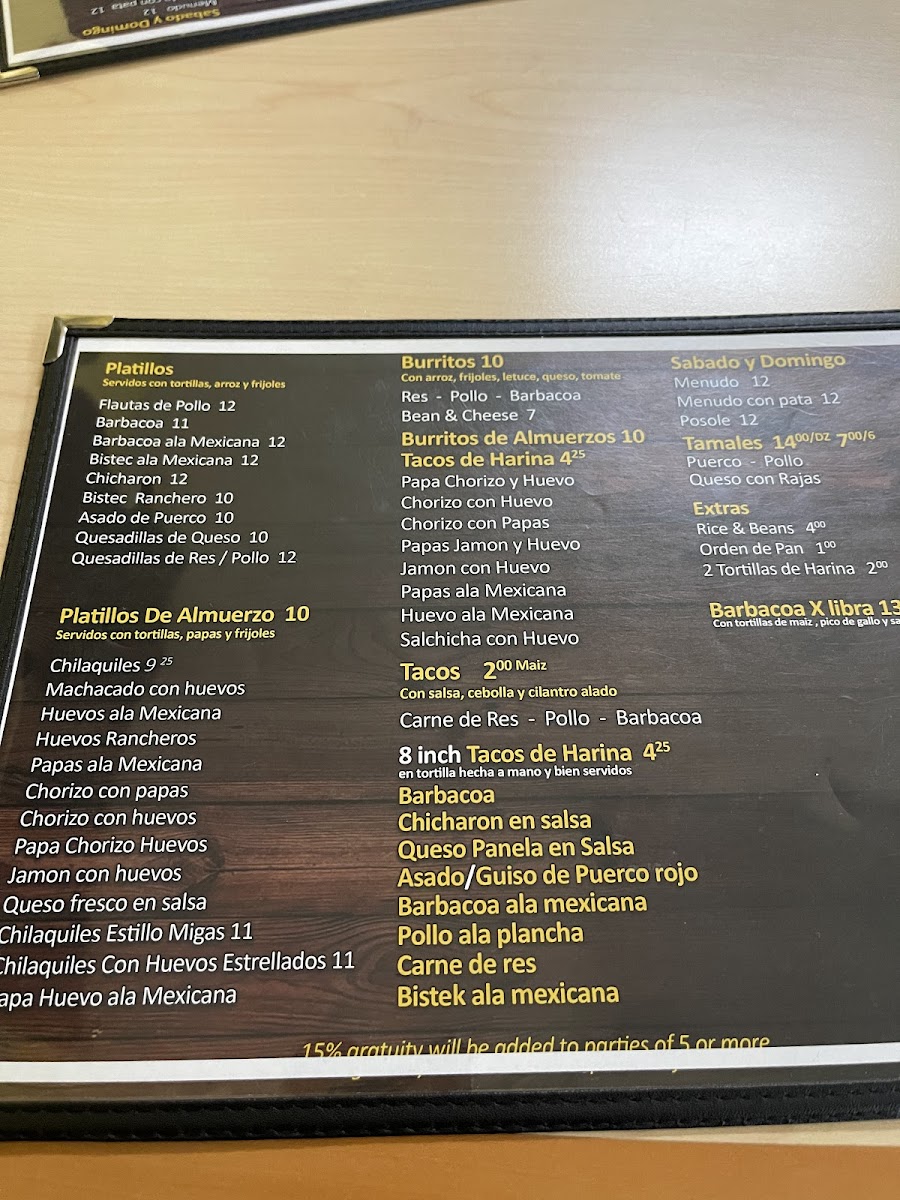 Sabado y Domingo
Menudo 12
Platillos
Servidos con tortillas, arroz y frijoles
Flautas de Pollo 12
Barbacoa 11
Barbacoa ala Mexicana 12
Bistec ala Mexicana 12
Chicharon 12
Bistec Ranchero 10
Asado de Puerco 10
Quesadillas de Queso 10
Quesadillas de Res / Pollo 12
Platillos De Almuerzo 10
Servidos con tortillas, papas y frijoles
Chilaquiles 9 25
Machacado con huevos
Huevos ala Mexicana
Huevos Rancheros
Papas ala Mexicana
Chorizo con papas
Chorizo con huevos
Papa Chorizo Huevos
Jamon con huevos
Queso fresco en salsa
Chilaquiles Estillo Migas 11
Chilaquiles Con Huevos Estrellados 11
apa Huevo ala Mexicana
Burritos 10
Con arroz, frijoles, letuce, queso, tomate
Res - Pollo - Barbacoa
Bean & Cheese 7
Burritos de Almuerzos 10
Tacos de Harina 4 25
Papa Chorizo y Huevo
Chorizo con Huevo
Chorizo con Papas
Papas Jamon y Huevo
Jamon con Huevo
Papas ala Mexicana
Huevo ala Mexicana
Salchicha con Huevo
Tacos 2 00 Maiz
Con salsa, cebolla y cilantro alado
Carne de Res - Pollo - Barbacoa
8 inch Tacos de Harina 4 25
en tortilla hecha a mano y bien servidos
Barbacoa
Chicharon en salsa
Queso Panela en Salsa
Asado/Guiso de Puerco rojo
Barbacoa ala mexicana
Pollo ala plancha
Carne de res
Bistek ala mexicana
Sabado y Domingo
Menudo 12
Menudo con pata 12
Posole 12
Tamales 14 00/DZ 7 00/6
Puerco - Pollo
Queso con Rajas
Extras
Rice & Beans 4 00
Orden de Pan 1 00
2 Tortillas de Harina 2 00
Barbacoa X libra 13
Con tortillas de maiz , pico de gallo y sa
15% gratuity will be added to parties of 5 or more